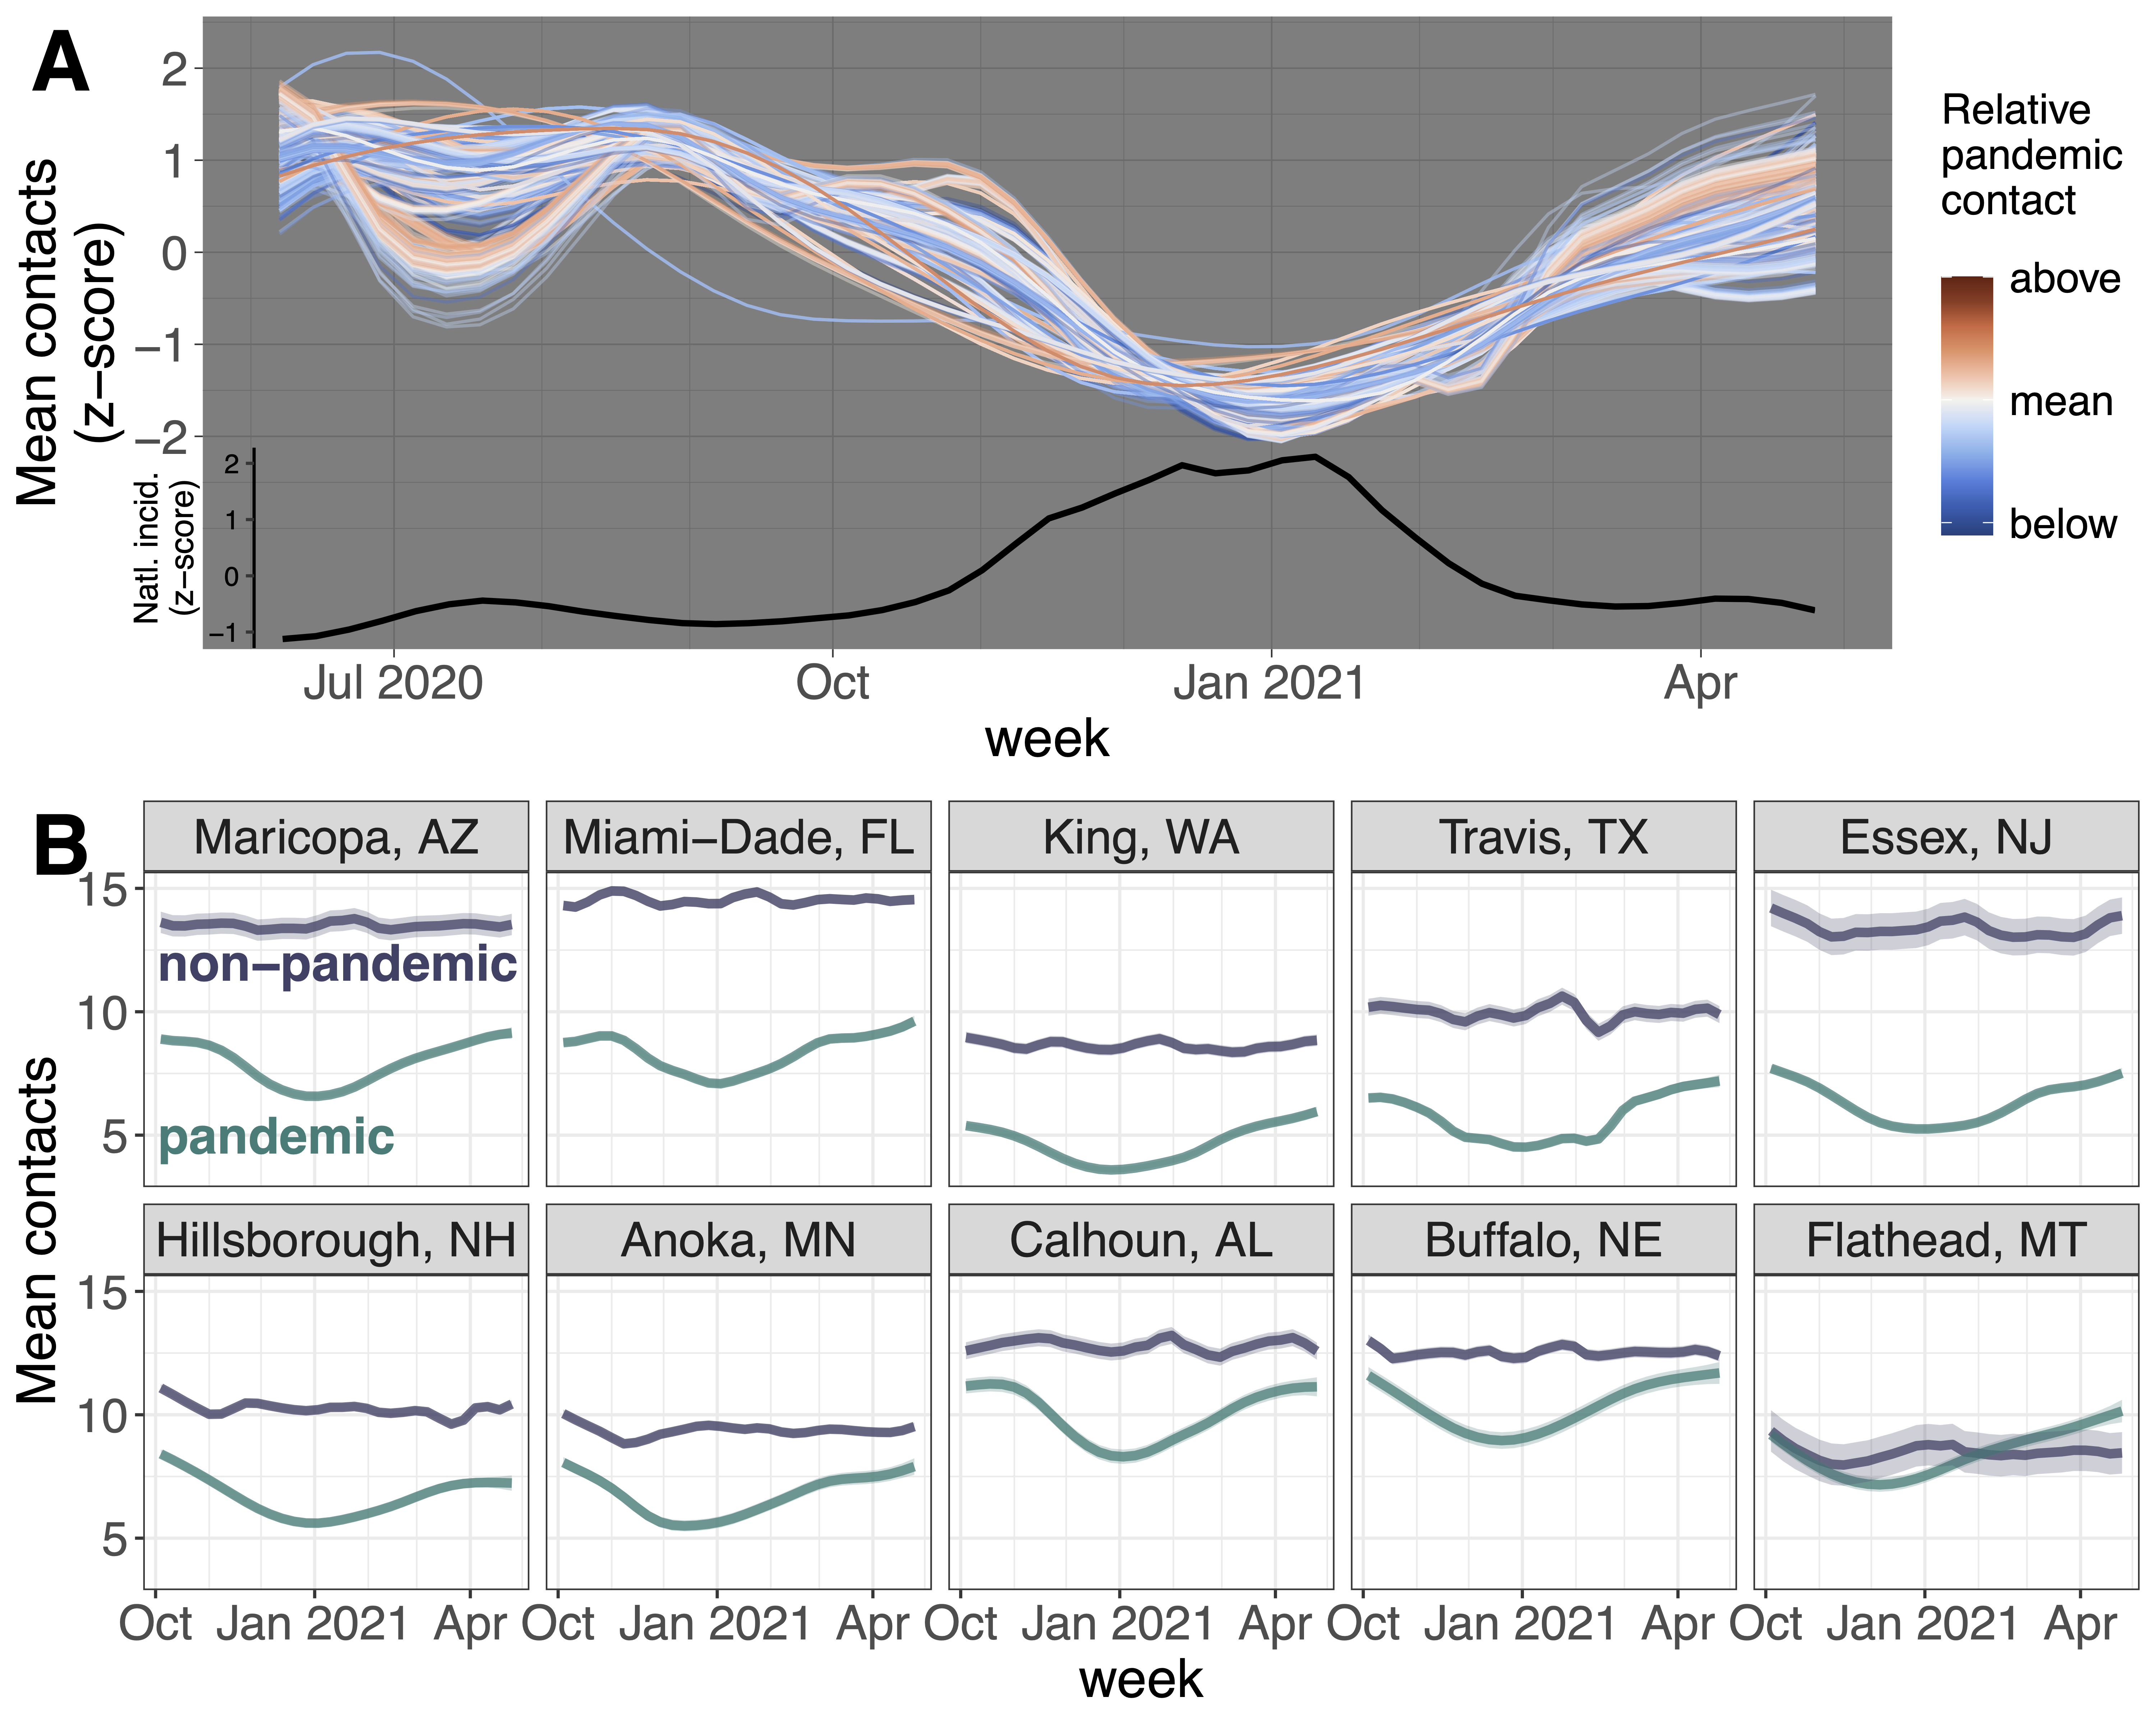 A
Mean contacts
(z−score)
2
1
0
−1
−2
Natl. incid.
(z−score)
2
1
0
−1
Jul 2020
Oct
Jan 2021
Apr
week
Relative
pandemic
contact
above
mean
below
B
Mean contacts
Maricopa, AZ
Miami−Dade, FL
King, WA
Travis, TX
Essex, NJ
15
10
5
non−pandemic
pandemic
Hillsborough, NH
Anoka, MN
Calhoun, AL
Buffalo, NE
Flathead, MT
15
10
5
Oct Jan 2021 Apr
Oct Jan 2021 Apr
Oct Jan 2021 Apr
Oct Jan 2021 Apr
Oct Jan 2021 Apr
week